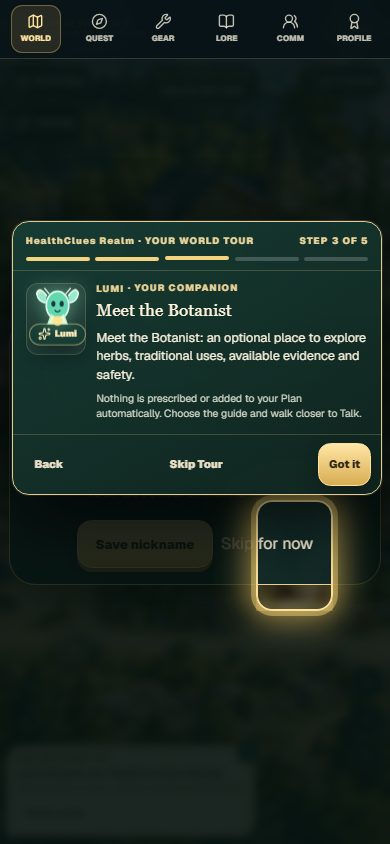 WORLD
QUEST
GEAR
LORE
COMM
PROFILE
HealthClues Realm · YOUR WORLD TOUR
STEP 3 OF 5
LUMI · YOUR COMPANION
Lumi
Meet the Botanist
Meet the Botanist: an optional place to explore
herbs, traditional uses, available evidence and
safety.
Nothing is prescribed or added to your Plan
automatically. Choose the guide and walk closer to Talk.
Back
Skip Tour
Got it
Save nickname
Skip for now